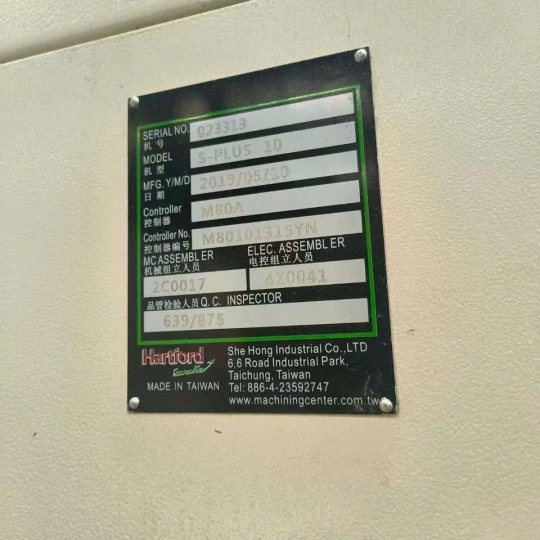 SERIAL NO. 023313
机 号
MODEL S-PLUS 10
机 型
MFG. Y/M/D 2019/05/10
日 期
Controller M80A
控制器
Controller No. M80101315YN
控制器编号
MC ASSEMBLER ELEC. ASSEMBLER
机械组立人员 电控组立人员
2C0017 4Z0041
品管检验人员 Q.C. INSPECTOR
639/875
Hartford
MADE IN TAIWAN
She Hong Industrial Co.,LTD
6,6 Road Industrial Park,
Taichung, Taiwan
Tel: 886-4-23592747
www.machiningcenter.com.tw